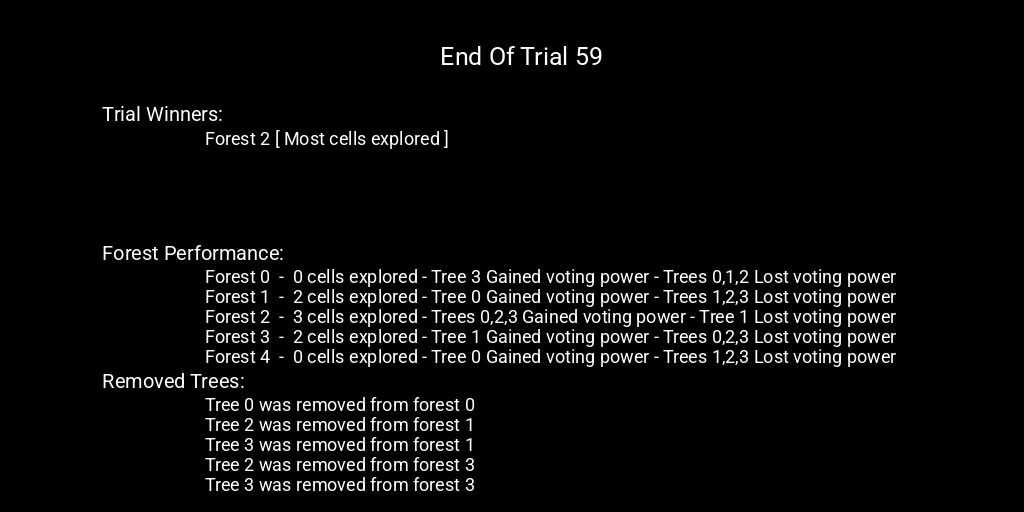 End Of Trial 59
Trial Winners:
Forest 2 [ Most cells explored ]
Forest Performance:
Forest 0 - 0 cells explored - Tree 3 Gained voting power - Trees 0,1,2 Lost voting power
Forest 1 - 2 cells explored - Tree 0 Gained voting power - Trees 1,2,3 Lost voting power
Forest 2 - 3 cells explored - Trees 0,2,3 Gained voting power - Tree 1 Lost voting power
Forest 3 - 2 cells explored - Tree 1 Gained voting power - Trees 0,2,3 Lost voting power
Forest 4 - 0 cells explored - Tree 0 Gained voting power - Trees 1,2,3 Lost voting power
Removed Trees:
Tree 0 was removed from forest 0
Tree 2 was removed from forest 1
Tree 3 was removed from forest 1
Tree 2 was removed from forest 3
Tree 3 was removed from forest 3